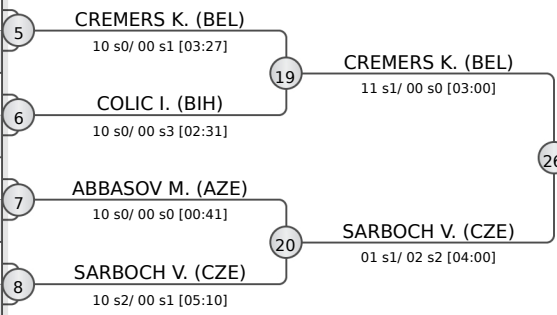 CREMERS K. (BEL)
5
10 s0/ 00 s1 [03:27]
CREMERS K. (BEL)
19
11 s1/ 00 s0 [03:00]
COLIC I. (BIH)
6
10 s0/ 00 s3 [02:31]
26
ABBASOV M. (AZE)
7
10 s0/ 00 s0 [00:41]
SARBOCH V. (CZE)
20
01 s1/ 02 s2 [04:00]
SARBOCH V. (CZE)
8
10 s2/ 00 s1 [05:10]